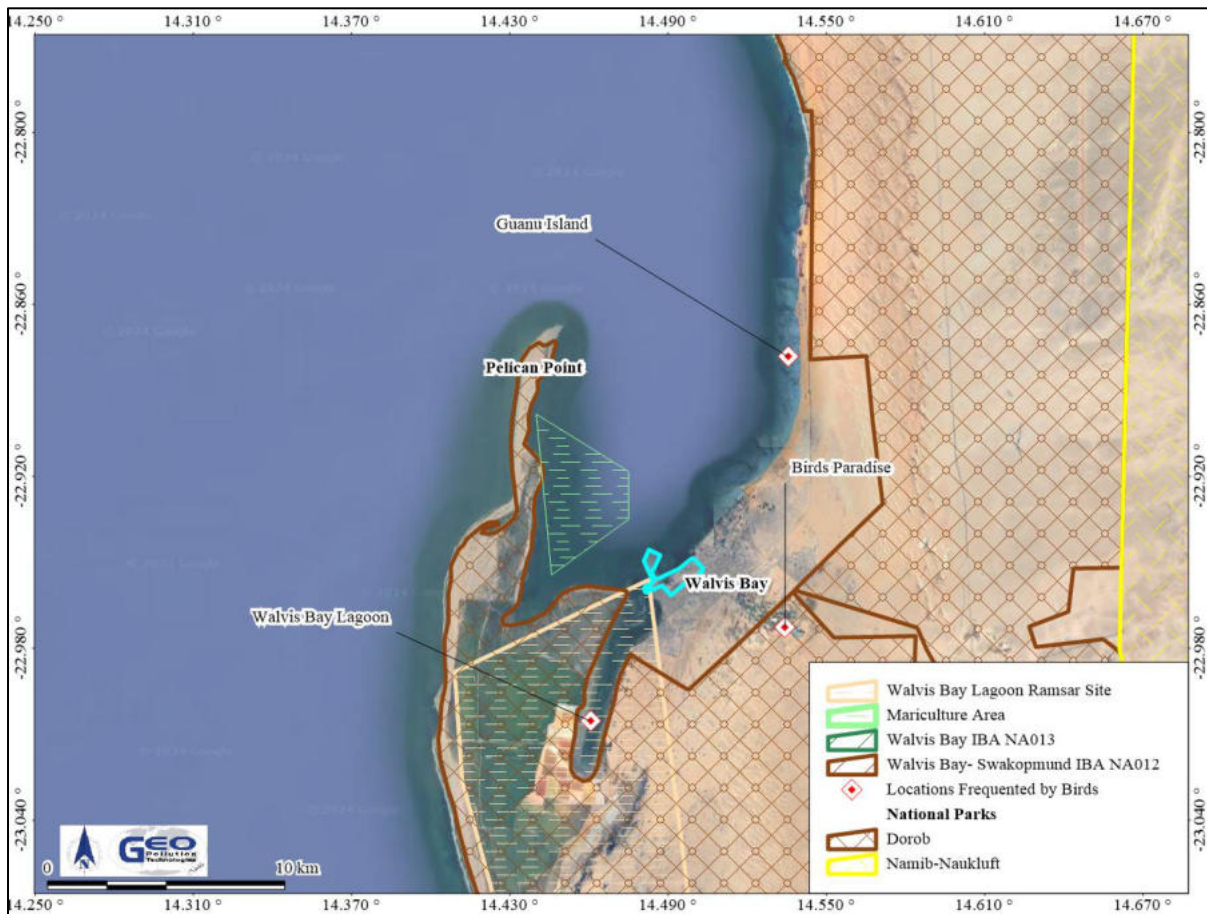 14.250 °
14.310 °
14.370 °
14.430 °
14.490 °
14.550 °
14.610 °
14.670 °
-22.800 °
-22.800 °
Guanu Island
-22.860 °
-22.860 °
Pelican Point
-22.920 °
-22.920 °
Birds Paradise
Walvis Bay
Walvis Bay Lagoon
-22.980 °
-22.980 °
Walvis Bay Lagoon Ramsar Site
Mariculture Area
Walvis Bay IBA NA013
Walvis Bay- Swakopmund IBA NA012
Locations Frequented by Birds
National Parks
Dorob
Namib-Naukluft
-23.040 °
-23.040 °
N
GEO
Pollution
Technologies
0
10 km
14.250 °
14.310 °
14.370 °
14.430 °
14.490 °
14.550 °
14.610 °
14.670 °